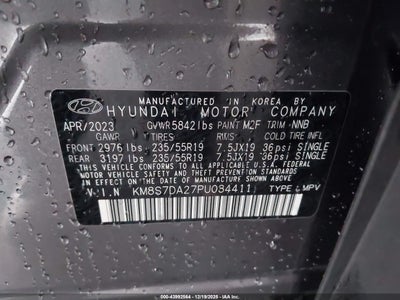 MANUFACTURED IN KOREA BY
HYUNDAI MOTOR COMPANY
APR/2023 GVWR 5842 lbs PAINT M2F TRIM NNB
GAWR TIRES RIMS COLD TIRE INFL
FRONT 2976 lbs 235/55R19 7.5JX19 36psi SINGLE
REAR 3197 lbs 235/55R19 7.5JX19 36psi SINGLE
THIS VEHICLE CONFORMS TO ALL APPLICABLE U.S.A. FEDERAL
MOTOR VEHICLE SAFETY AND THEFT PREVENTION STANDARDS
IN EFFECT ON THE DATE OF MANUFACTURE SHOWN ABOVE.
V.I.N KM8S7DA27PU034411 TYPE MPV
000-43992564 12/19/2025